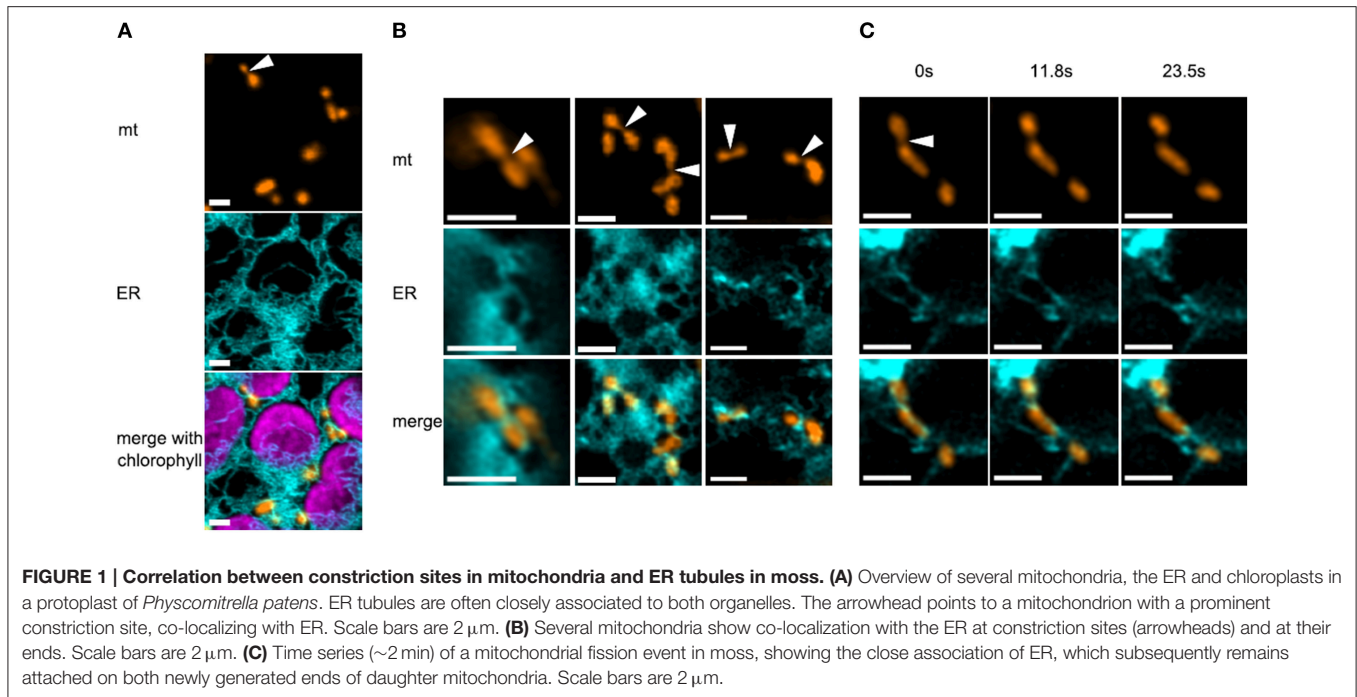 A
B
C
0s
11.8s
23.5s
mt
ER
merge with
chlorophyll
mt
ER
merge
FIGURE 1 | Correlation between constriction sites in mitochondria and ER tubules in moss. (A) Overview of several mitochondria, the ER and chloroplasts in
a protoplast of Physcomitrella patens. ER tubules are often closely associated to both organelles. The arrowhead points to a mitochondrion with a prominent
constriction site, co-localizing with ER. Scale bars are 2 μm. (B) Several mitochondria show co-localization with the ER at constriction sites (arrowheads) and at their
ends. Scale bars are 2 μm. (C) Time series (∼2 min) of a mitochondrial fission event in moss, showing the close association of ER, which subsequently remains
attached on both newly generated ends of daughter mitochondria. Scale bars are 2 μm.